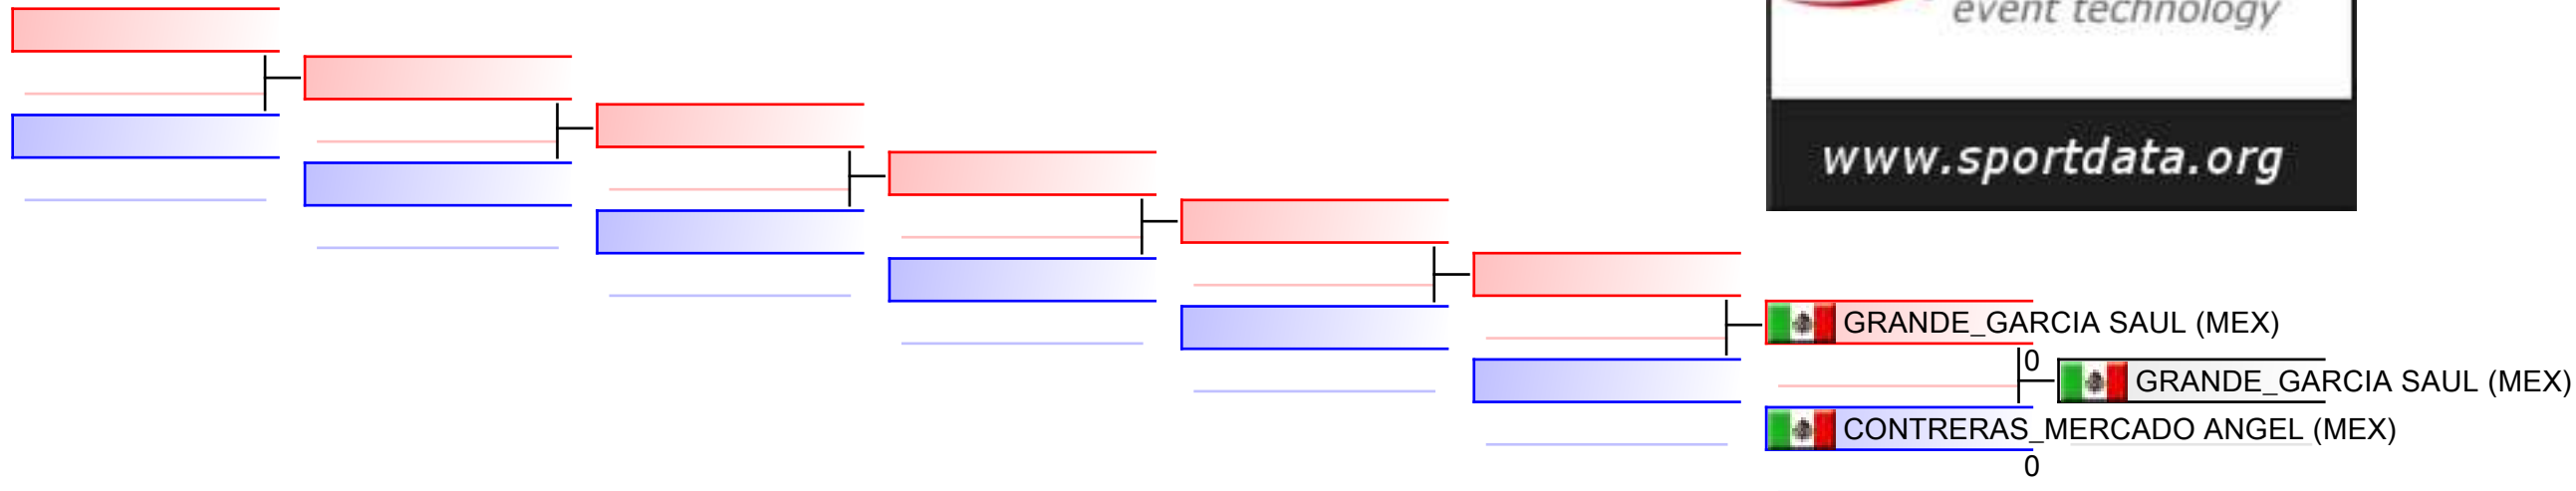 event technology
www.sportdata.org
GRANDE_GARCIA SAUL (MEX)
0
GRANDE_GARCIA SAUL (MEX)
CONTRERAS_MERCADO ANGEL (MEX)
0